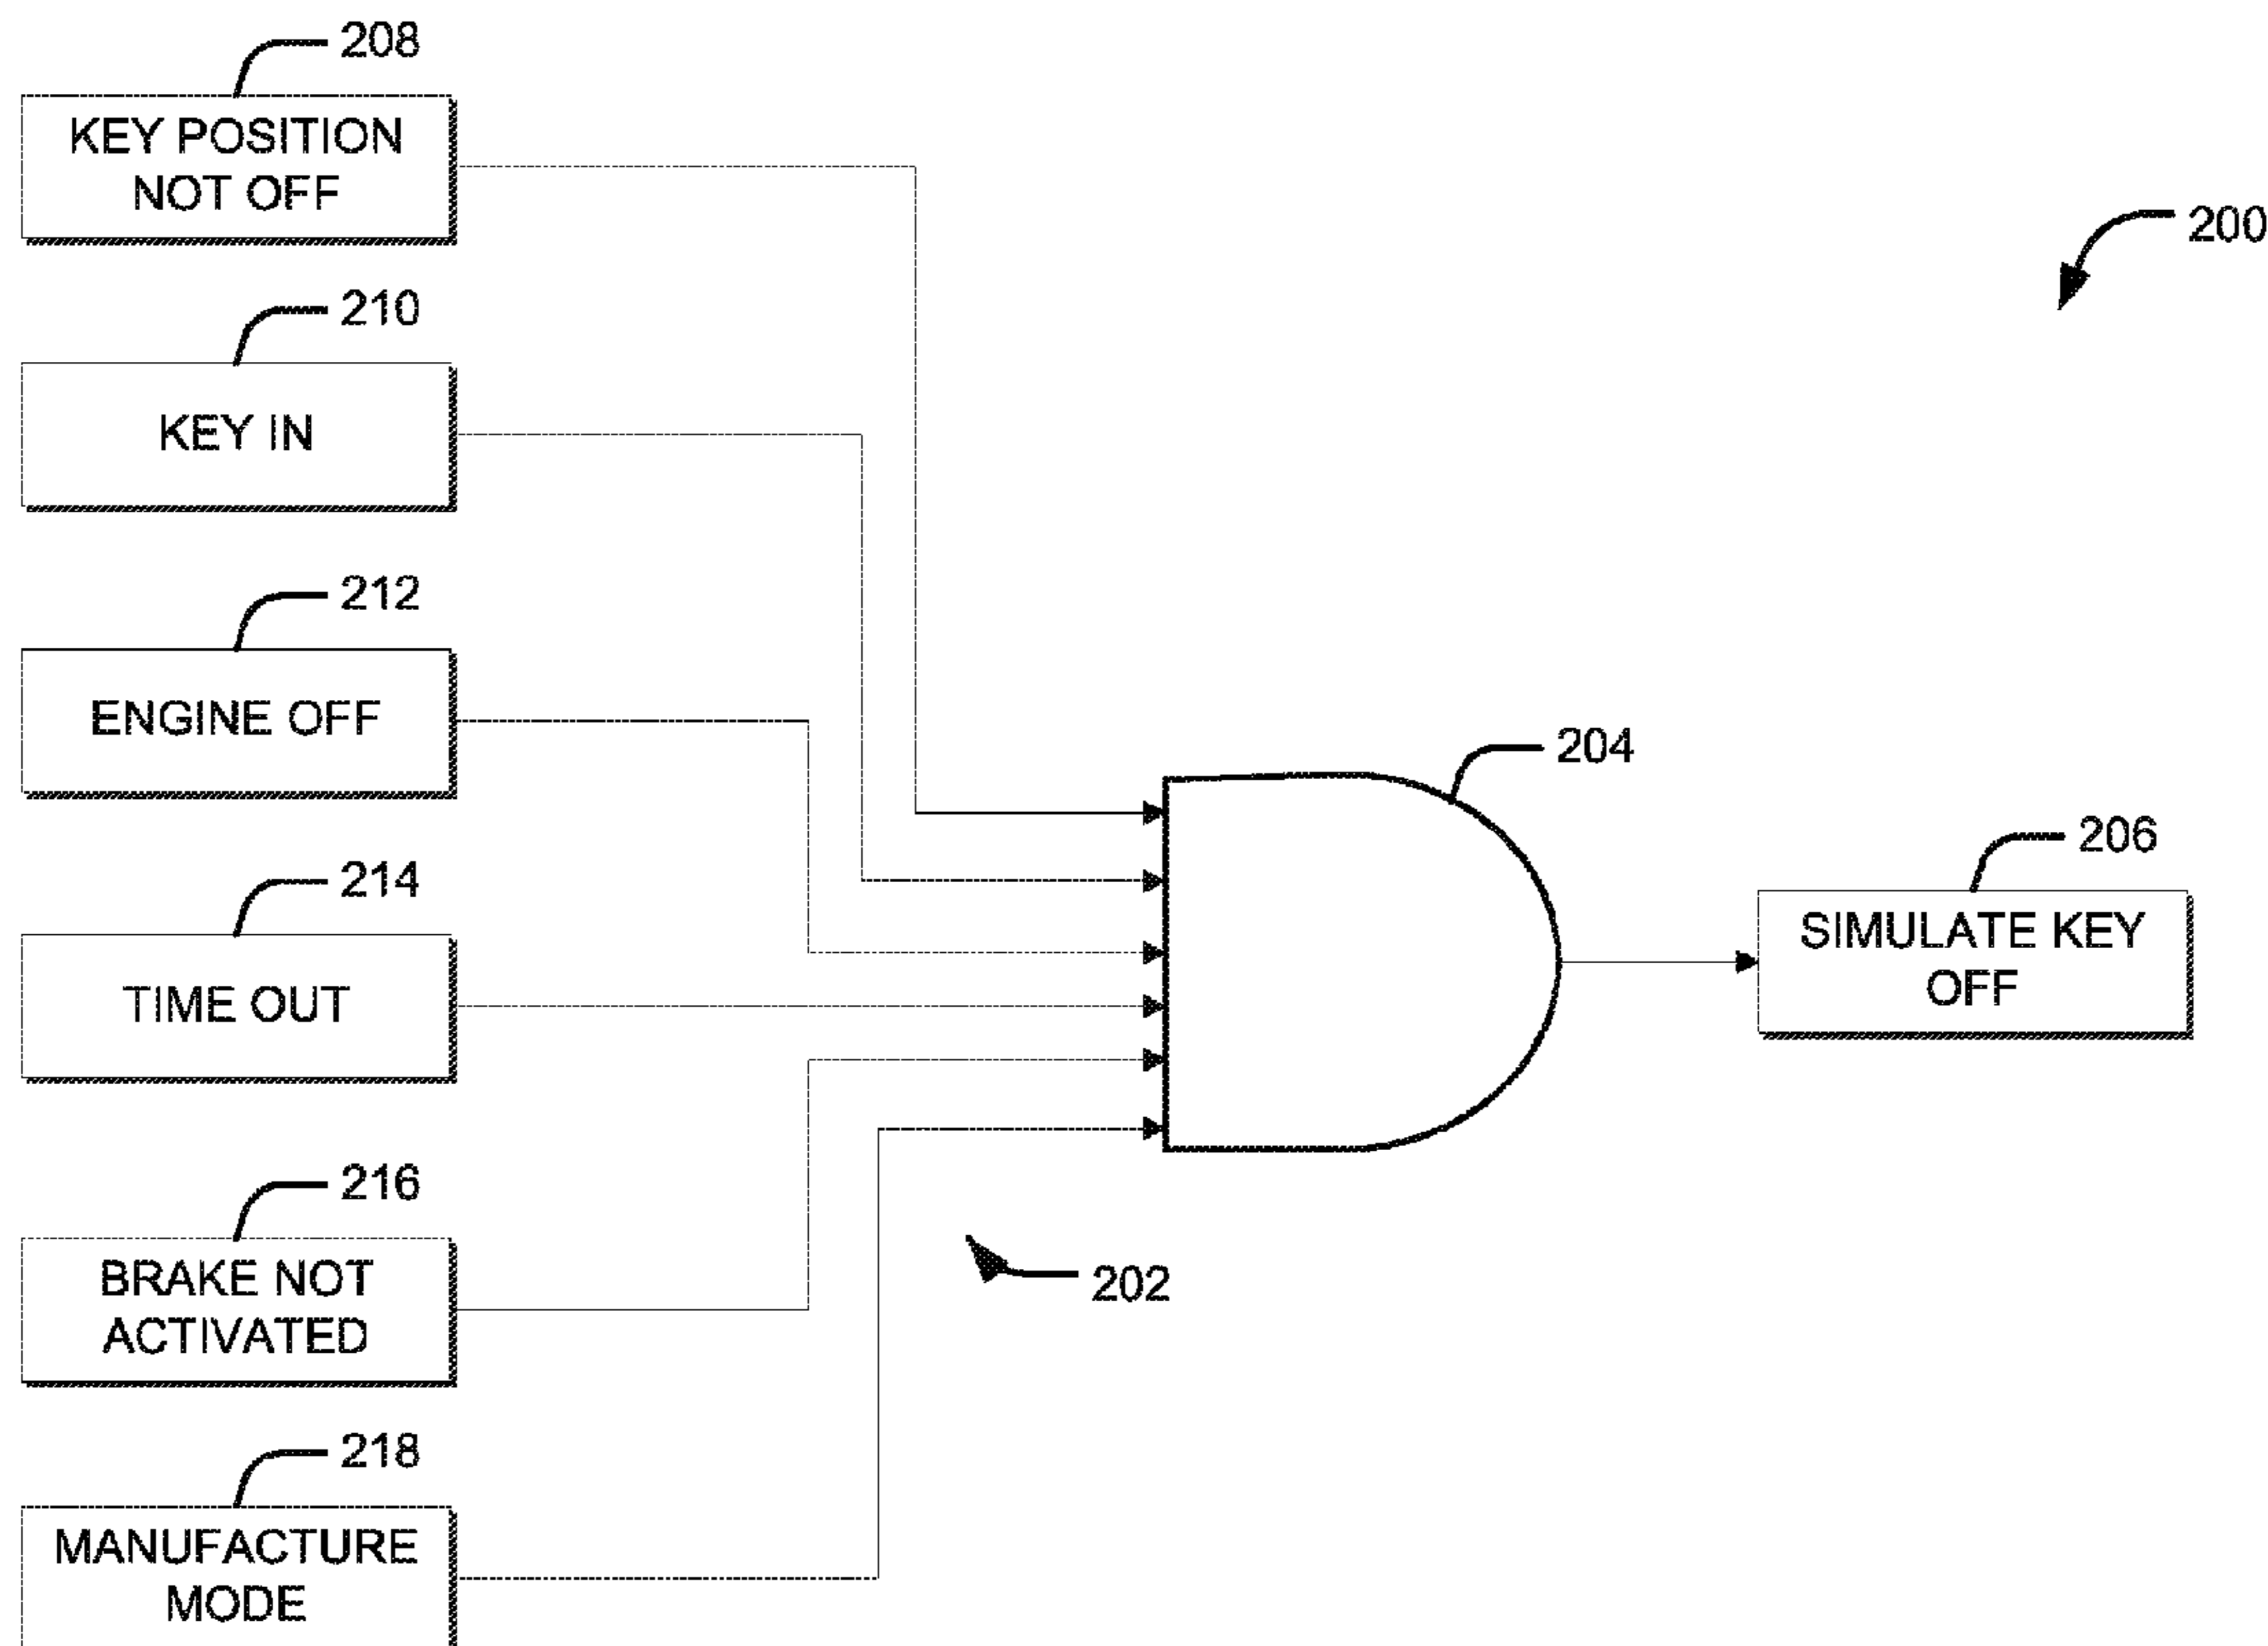 208
KEY POSITION
NOT OFF
200
210
KEY IN
212
ENGINE OFF
204
206
SIMULATE KEY
OFF
214
TIME OUT
216
BRAKE NOT
ACTIVATED
202
218
MANUFACTURE
MODE